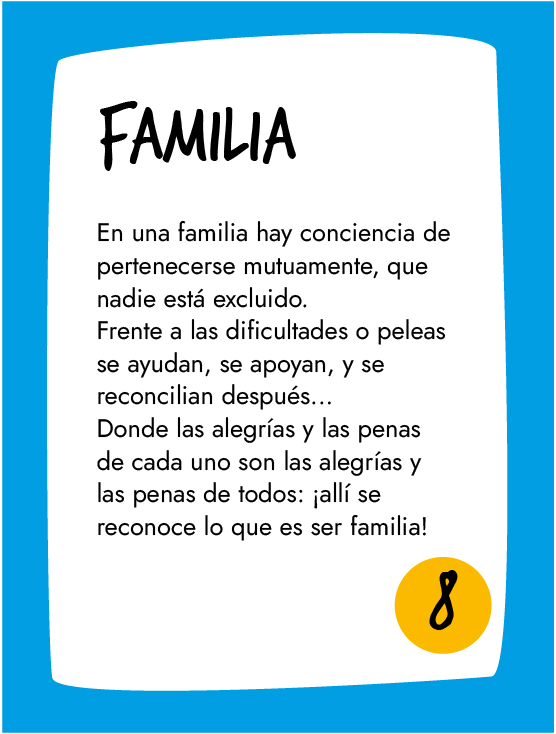 FAMILIA
En una familia hay conciencia de
pertenecerse mutuamente, que
nadie está excluido.
Frente a las dificultades o peleas
se ayudan, se apoyan, y se
reconcilian después...
Donde las alegrías y las penas
de cada uno son las alegrías y
las penas de todos: ¡allí se
reconoce lo que es ser familia!
8